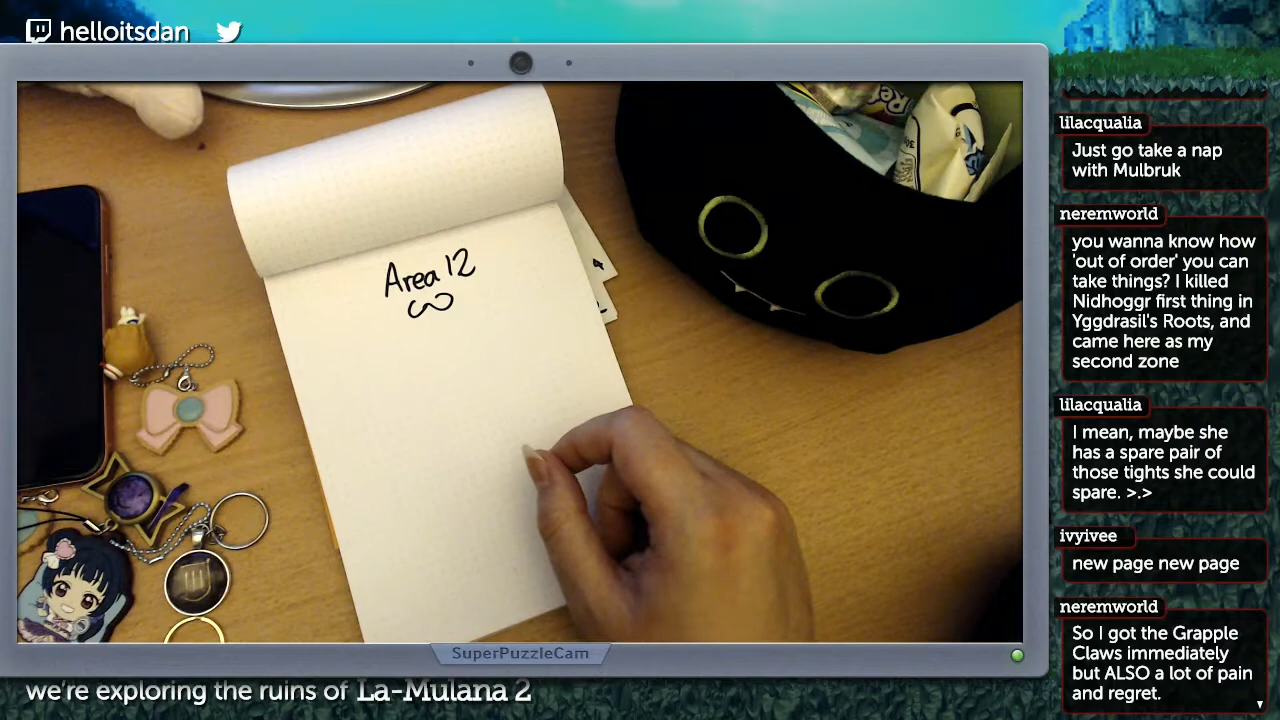 helloitsdan
Area 12
4
SuperPuzzleCam
we're exploring the ruins of La-Mulana 2
lilacqualia
Just go take a nap
with Mulbruk
neremworld
you wanna know how
'out of order' you can
take things? I killed
Nidhoggr first thing in
Yggdrasil's Roots, and
came here as my
second zone
lilacqualia
I mean, maybe she
has a spare pair of
those tights she could
spare. >.>
ivyivee
new page new page
neremworld
So I got the Grapple
Claws immediately
but ALSO a lot of pain
and regret.